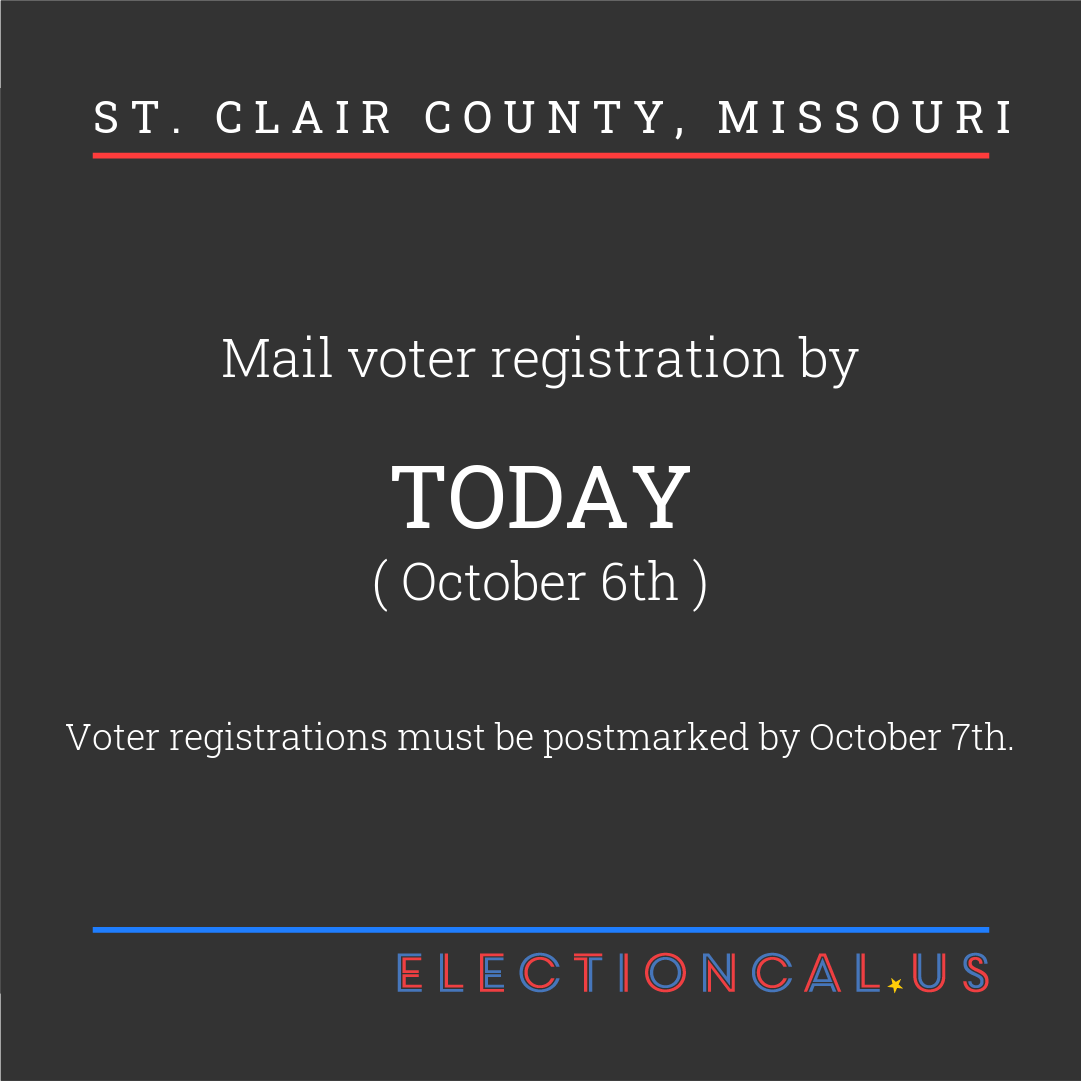 ST. CLAIR COUNTY, MISSOURI
Mail voter registration by
TODAY
( October 6th )
Voter registrations must be postmarked by October 7th.
ELECTIONCAL.US